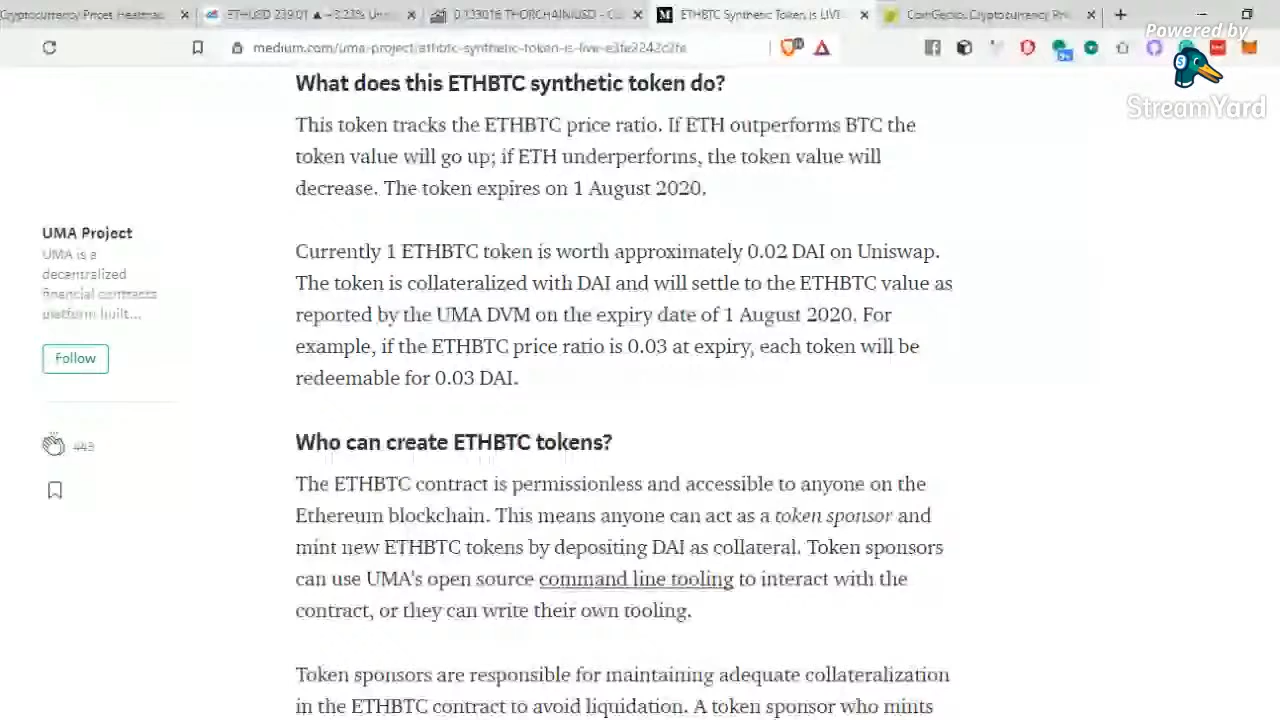 Cryptocurrency Prices Heatmap
ETHUSD 239.01 ▲ +3.23%
0.133016 THORCHAIN/USD - C
ETHBTC Synthetic Token is LIVE
CoinGecko: Cryptocurrency Pri
Powered by
StreamYard
medium.com/uma-project/ethbtc-synthetic-token-is-live-
What does this ETHBTC synthetic token do?
This token tracks the ETHBTC price ratio. If ETH outperforms BTC the
token value will go up; if ETH underperforms, the token value will
decrease. The token expires on 1 August 2020.
UMA Project
UMA is a
decentralized
financial contracts
platform built...
Follow
443
Currently 1 ETHBTC token is worth approximately 0.02 DAI on Uniswap.
The token is collateralized with DAI and will settle to the ETHBTC value as
reported by the UMA DVM on the expiry date of 1 August 2020. For
example, if the ETHBTC price ratio is 0.03 at expiry, each token will be
redeemable for 0.03 DAI.
Who can create ETHBTC tokens?
The ETHBTC contract is permissionless and accessible to anyone on the
Ethereum blockchain. This means anyone can act as a token sponsor and
mint new ETHBTC tokens by depositing DAI as collateral. Token sponsors
can use UMA's open source command line tooling to interact with the
contract, or they can write their own tooling.
Token sponsors are responsible for maintaining adequate collateralization
in the ETHBTC contract to avoid liquidation. A token sponsor who mints